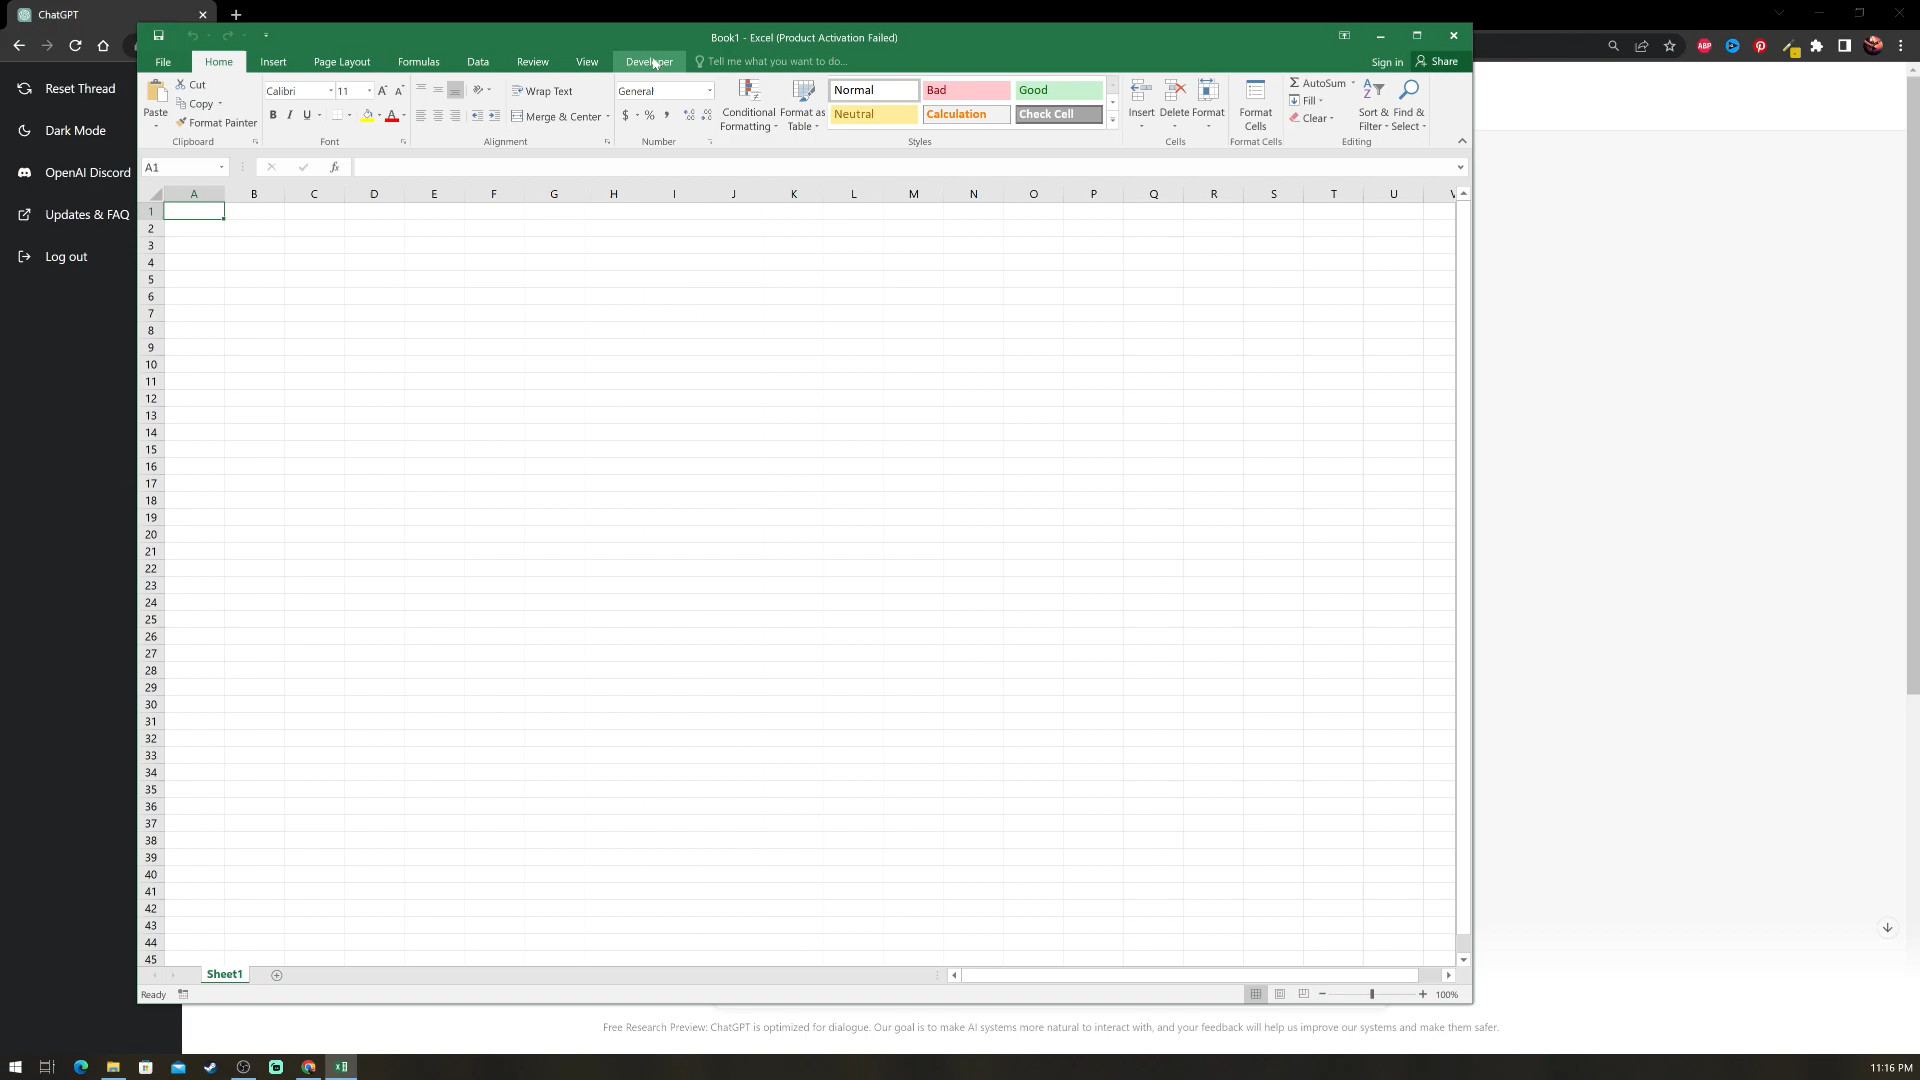 ChatGPT
Book1 - Excel (Product Activation Failed)
File Home Insert Page Layout Formulas Data Review View Developer Tell me what you want to do... Sign in Share
Reset Thread
Dark Mode
OpenAI Discord
Updates & FAQ
Log out
Paste
Cut
Copy
Format Painter
Clipboard
Calibri 11
B I U
Font
Wrap Text
Merge & Center
Alignment
General
$ % ,
Number
Conditional Formatting
Format as Table
Normal Bad Good
Neutral Calculation Check Cell
Styles
Insert Delete Format
Cells
Format Cells
Format Cells
AutoSum
Fill
Clear
Sort & Filter
Find & Select
Editing
ABP
A1 fx
A B C D E F G H I J K L M N O P Q R S T U V
1
2
3
4
5
6
7
8
9
10
11
12
13
14
15
16
17
18
19
20
21
22
23
24
25
26
27
28
29
30
31
32
33
34
35
36
37
38
39
40
41
42
43
44
45
Sheet1
Ready 100%
Free Research Preview: ChatGPT is optimized for dialogue. Our goal is to make AI systems more natural to interact with, and your feedback will help us improve our systems and make them safer.
11:16 PM